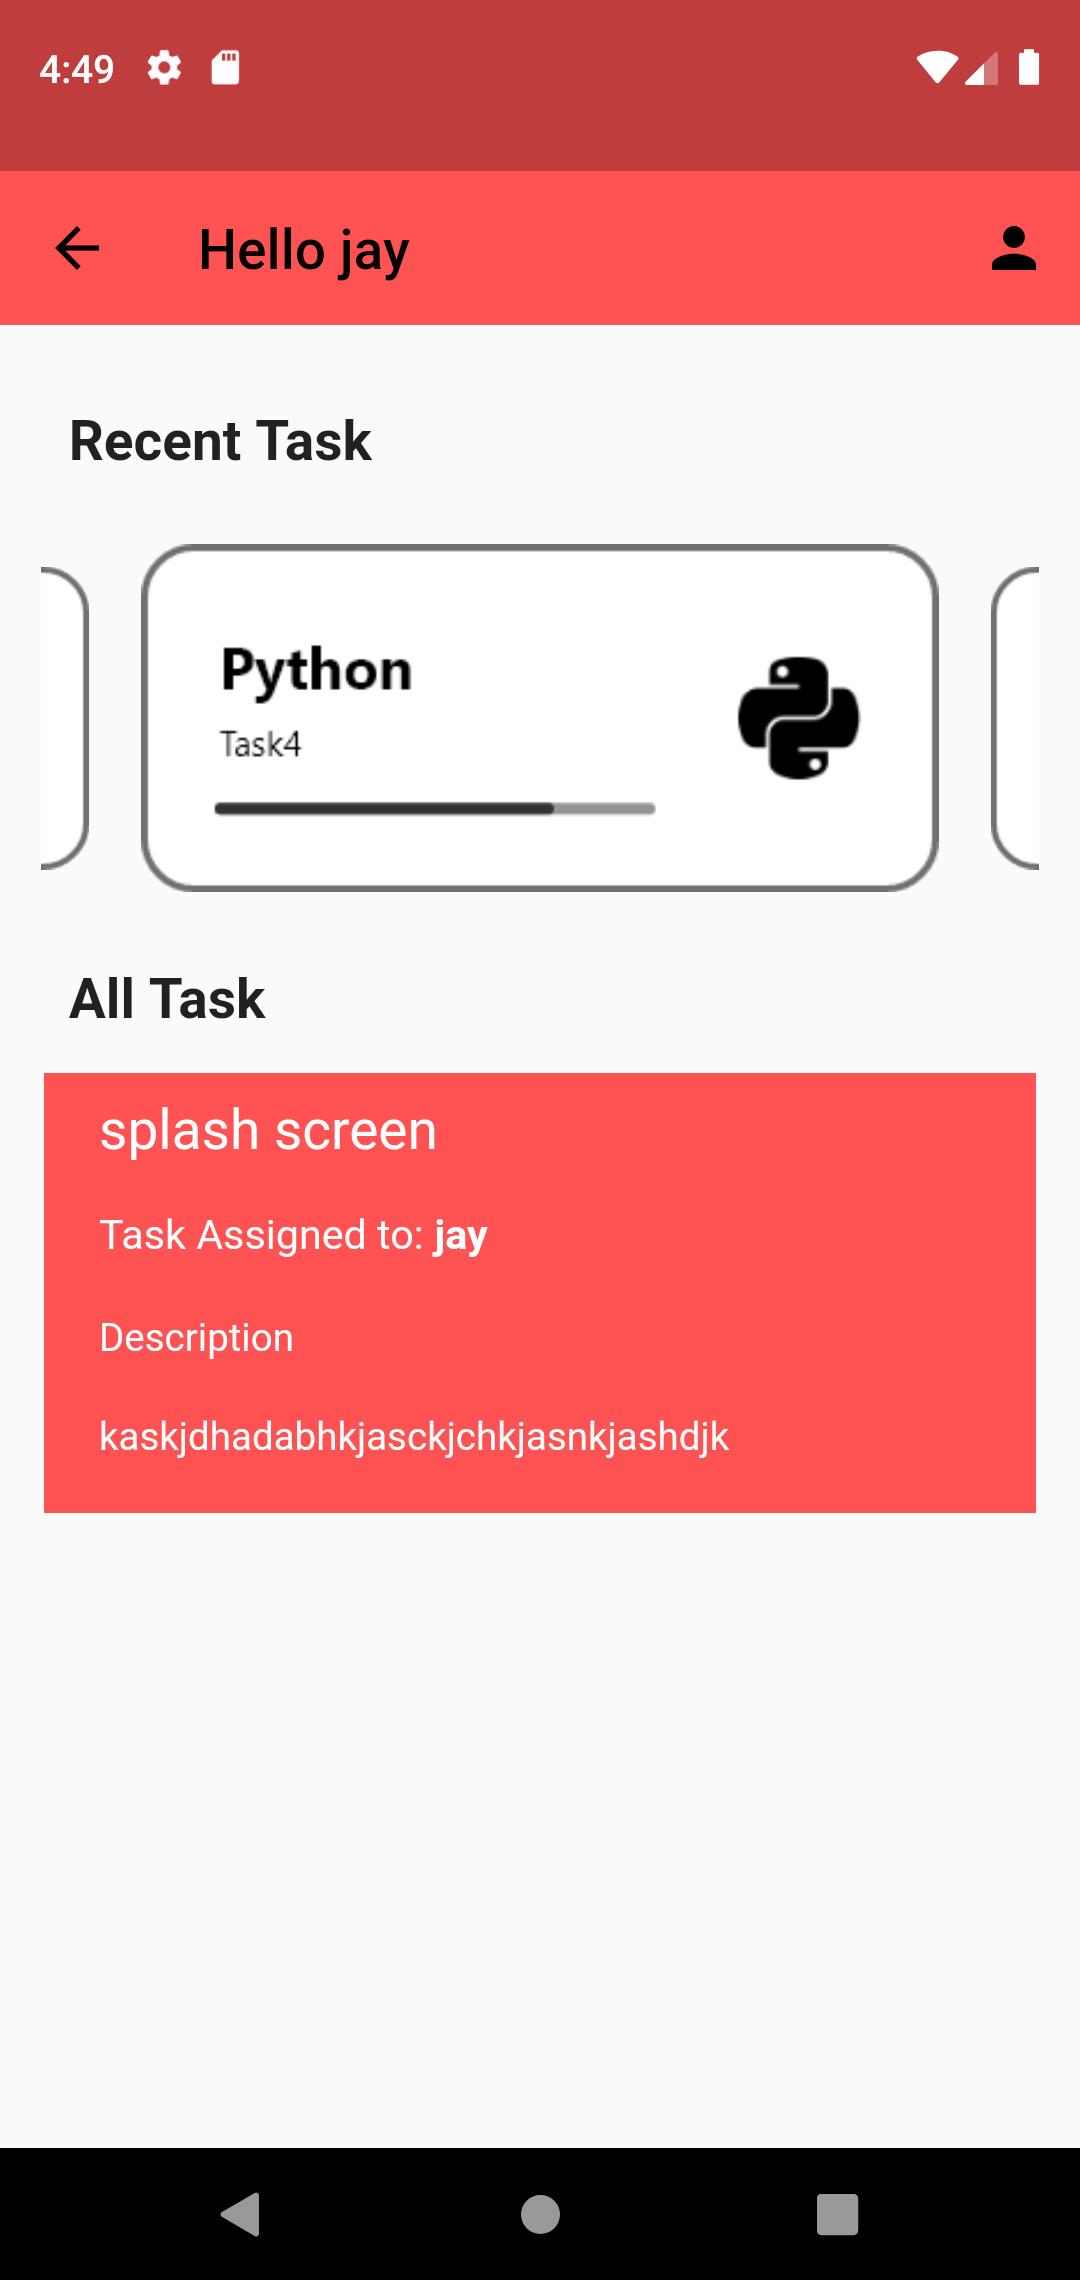 4:49
Hello jay
Recent Task
Python
Task4
All Task
splash screen
Task Assigned to: jay
Description
kaskjdhadabhkjasckjchkjasnkjashdjk